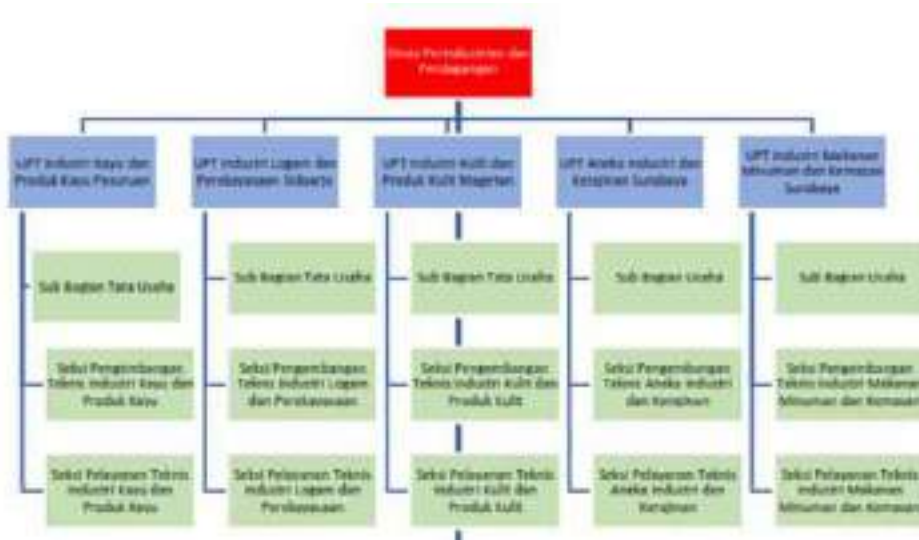 Dinas Perindustrian dan
Perdagangan
UPT Industri Kayu dan
Produk Kayu Pasuruan
UPT Industri Logam dan
Perekayasaan Sidoarjo
UPT Industri Kulit dan
Produk Kulit Magetan
UPT Aneka Industri dan
Kerajinan Surabaya
UPT Industri Makanan
Minuman dan Kemasan
Surabaya
Sub Bagian Tata Usaha
Sub Bagian Tata Usaha
Sub Bagian Tata Usaha
Sub Bagian Usaha
Sub Bagian Usaha
Seksi Pengembangan
Teknis Industri Kayu dan
Produk Kayu
Seksi Pengembangan
Teknis Industri Logam
dan Perekayasaan
Seksi Pengembangan
Teknis Industri Kulit dan
Produk Kulit
Seksi Pengembangan
Teknis Aneka Industri
dan Kerajinan
Seksi Pengembangan
Teknis Industri Makanan
Minuman dan Kemasan
Seksi Pelayanan Teknis
Industri Kayu dan
Produk Kayu
Seksi Pelayanan Teknis
Industri Logam dan
Perekayasaan
Seksi Pelayanan Teknis
Industri Kulit dan
Produk Kulit
Seksi Pelayanan Teknis
Aneka Industri dan
Kerajinan
Seksi Pelayanan Teknis
Industri Makanan
Minuman dan Kemasan